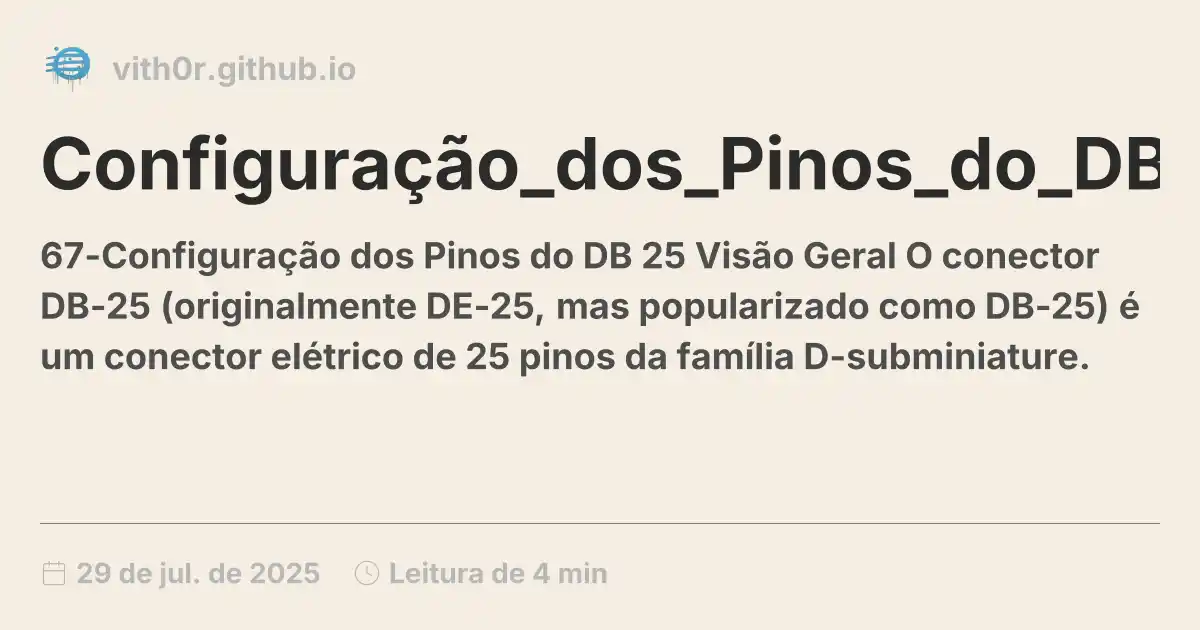 vith0r.github.io
Configuração_dos_Pinos_do_DB
67-Configuração dos Pinos do DB 25 Visão Geral O conector
DB-25 (originalmente DE-25, mas popularizado como DB-25) é
um conector elétrico de 25 pinos da família D-subminiature.
29 de jul. de 2025 Leitura de 4 min